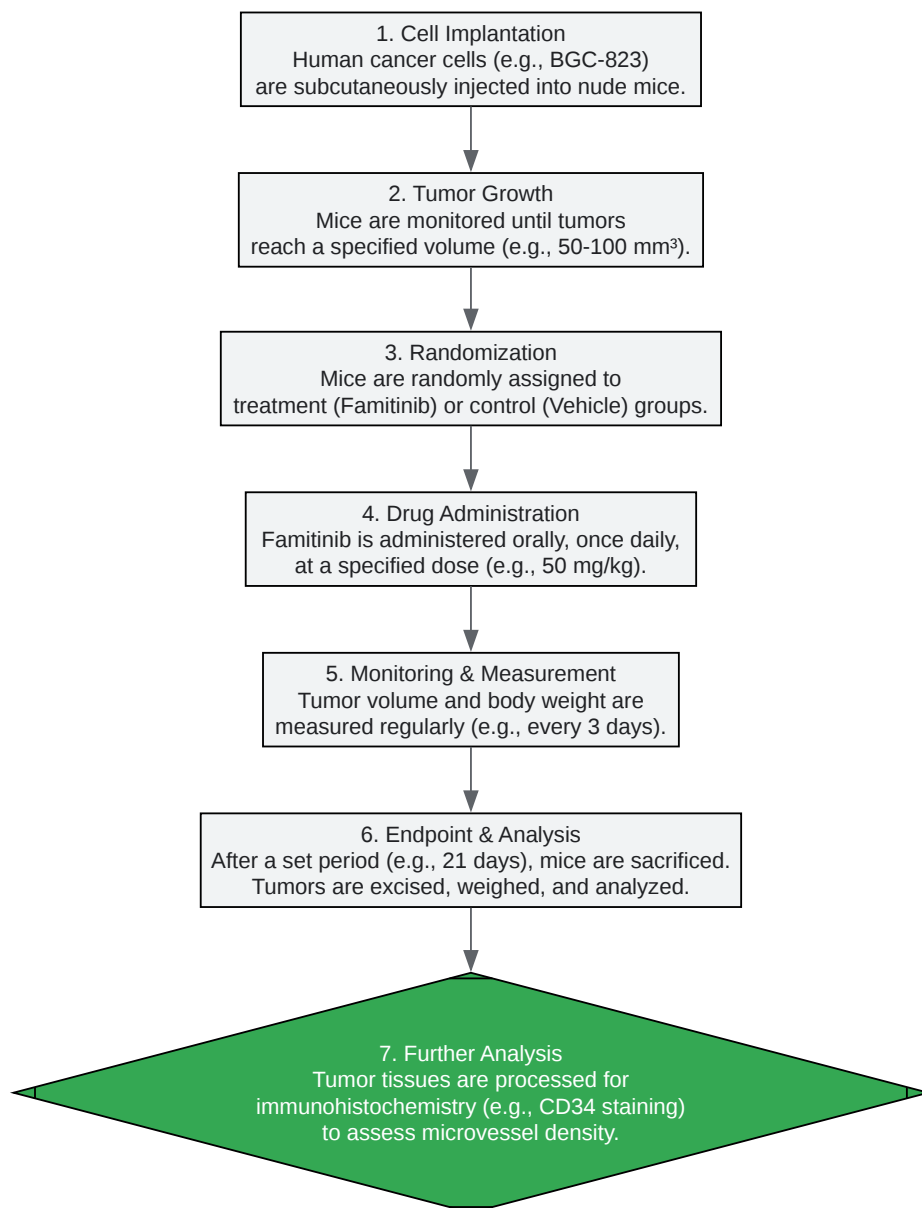 1. Cell Implantation
Human cancer cells (e.g., BGC-823)
are subcutaneously injected into nude mice.
2. Tumor Growth
Mice are monitored until tumors
reach a specified volume (e.g., 50-100 mm³).
3. Randomization
Mice are randomly assigned to
treatment (Famitinib) or control (Vehicle) groups.
4. Drug Administration
Famitinib is administered orally, once daily,
at a specified dose (e.g., 50 mg/kg).
5. Monitoring & Measurement
Tumor volume and body weight are
measured regularly (e.g., every 3 days).
6. Endpoint & Analysis
After a set period (e.g., 21 days), mice are sacrificed.
Tumors are excised, weighed, and analyzed.
7. Further Analysis
Tumor tissues are processed for
immunohistochemistry (e.g., CD34 staining)
to assess microvessel density.